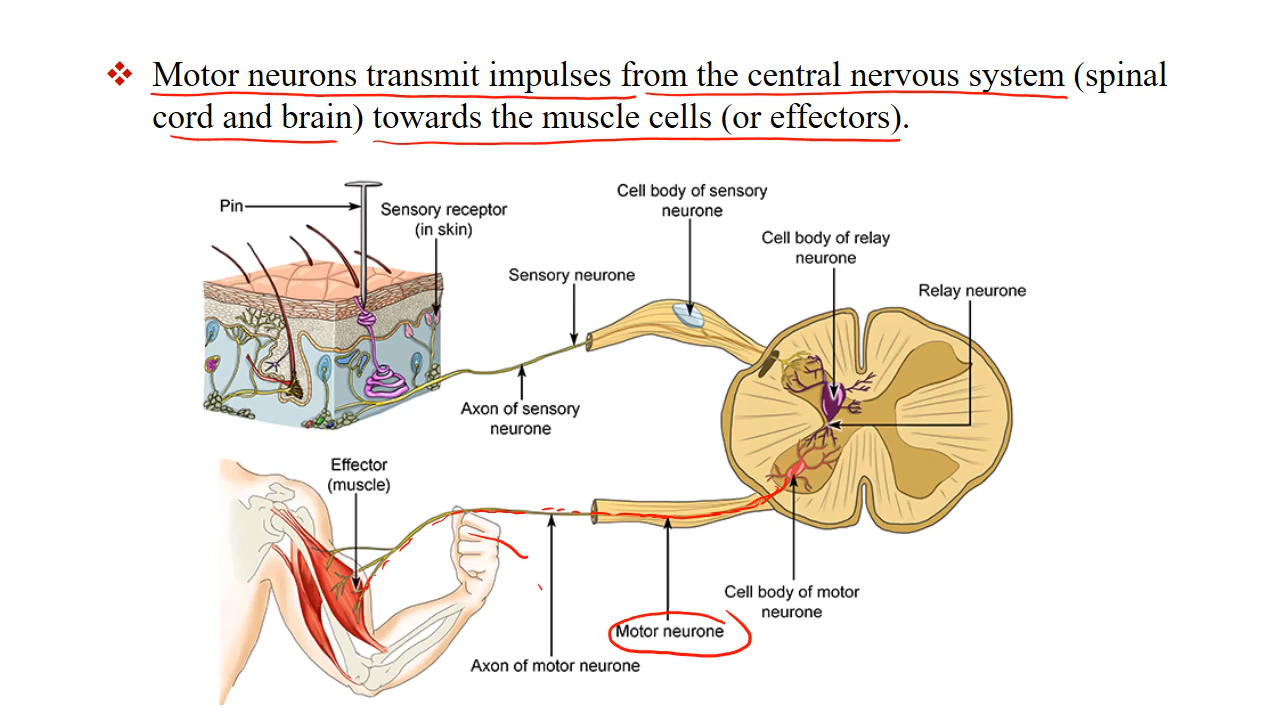 Motor neurons transmit impulses from the central nervous system (spinal
cord and brain) towards the muscle cells (or effectors).
Pin
Sensory receptor
(in skin)
Cell body of sensory
neurone
Cell body of relay
neurone
Sensory neurone
Relay neurone
Axon of sensory
neurone
Effector
(muscle)
Cell body of motor
neurone
Motor neurone
Axon of motor neurone